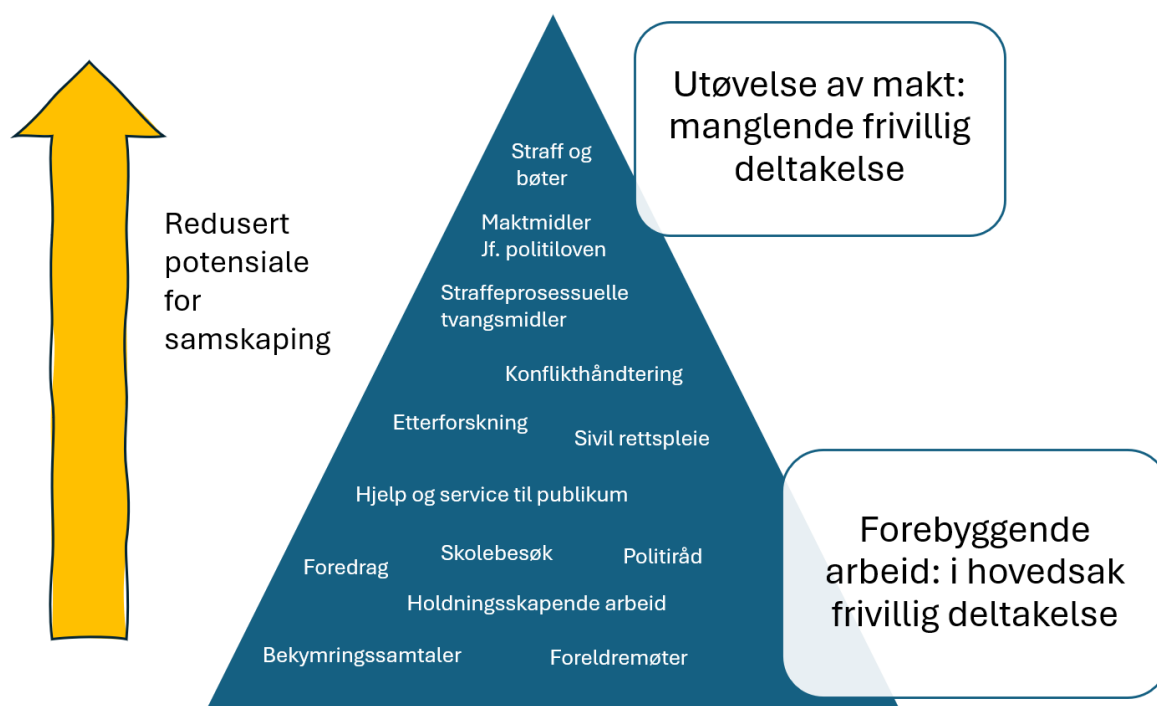 Utøvelse av makt:
manglende frivillig
deltakelse
Straff og
bøter
Redusert
potensiale
for
samskaping
Maktmidler
Jf. politiloven
Straffeprosessuelle
tvangsmidler
Konflikthåndtering
Etterforskning
Sivil rettspleie
Hjelp og service til publikum
Forebyggende
arbeid: i hovedsak
frivillig deltakelse
Foredrag
Skolebesøk
Politiråd
Holdningsskapende arbeid
Bekymringssamtaler
Foreldremøter